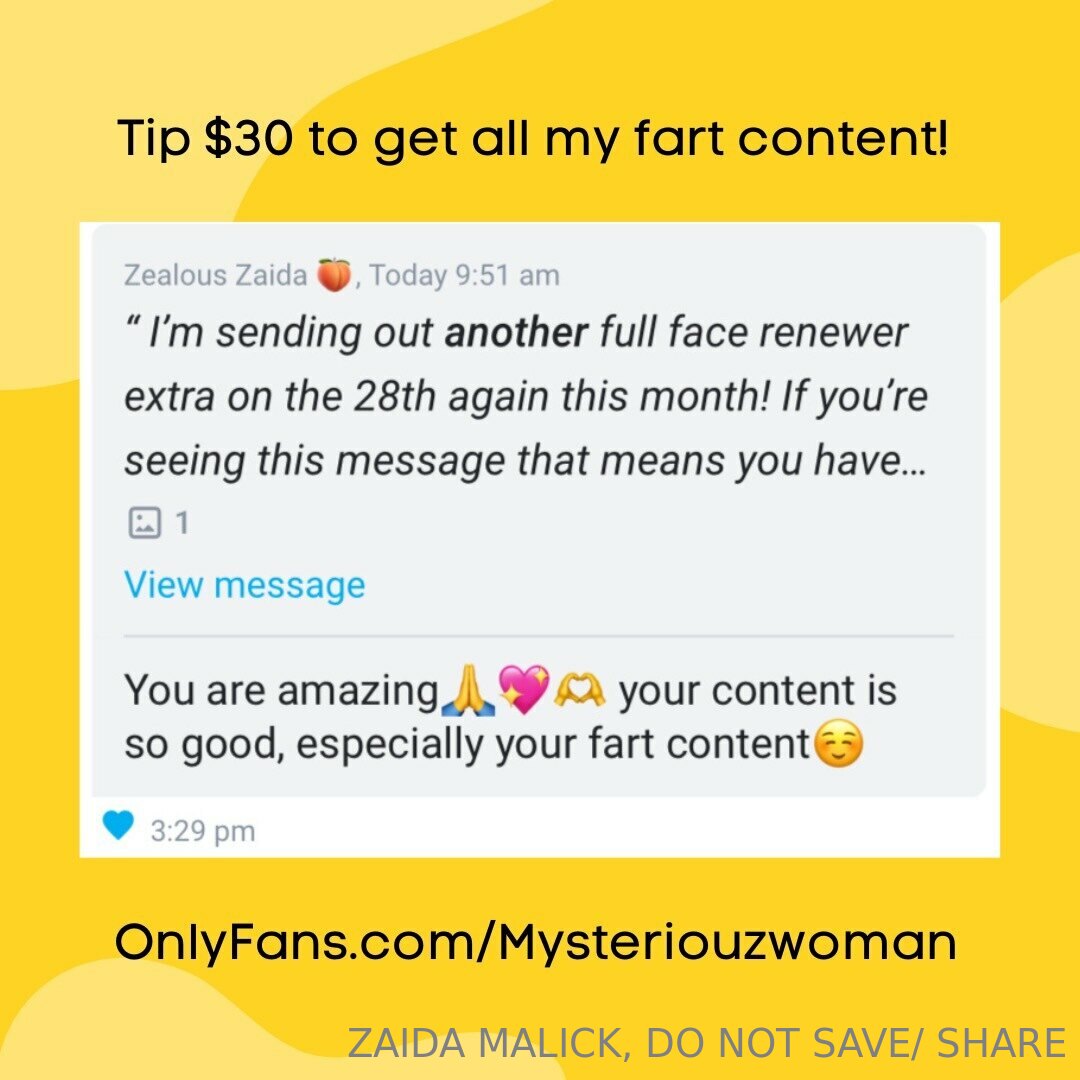 Tip $30 to get all my fart content!
Zealous Zaida 🍑, Today 9:51 am
“ I’m sending out another full face renewer
extra on the 28th again this month! If you’re
seeing this message that means you have…
1
View message
You are amazing🙏💖🫶 your content is
so good, especially your fart content☺️
3:29 pm
OnlyFans.com/Mysteriouzwoman
ZAIDA MALICK, DO NOT SAVE/ SHARE